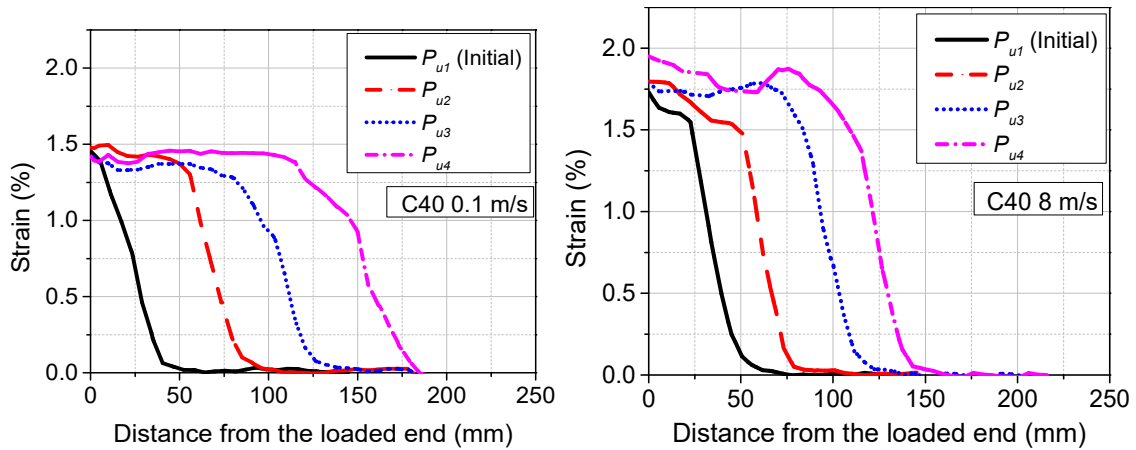 2.0
1.5
1.0
0.5
0.0
Strain (%)
0 50 100 150 200 250
Distance from the loaded end (mm)
Pu1 (Initial)
Pu2
Pu3
Pu4
C40 0.1 m/s
2.0
1.5
1.0
0.5
0.0
Strain (%)
0 50 100 150 200 250
Distance from the loaded end (mm)
Pu1 (Initial)
Pu2
Pu3
Pu4
C40 8 m/s